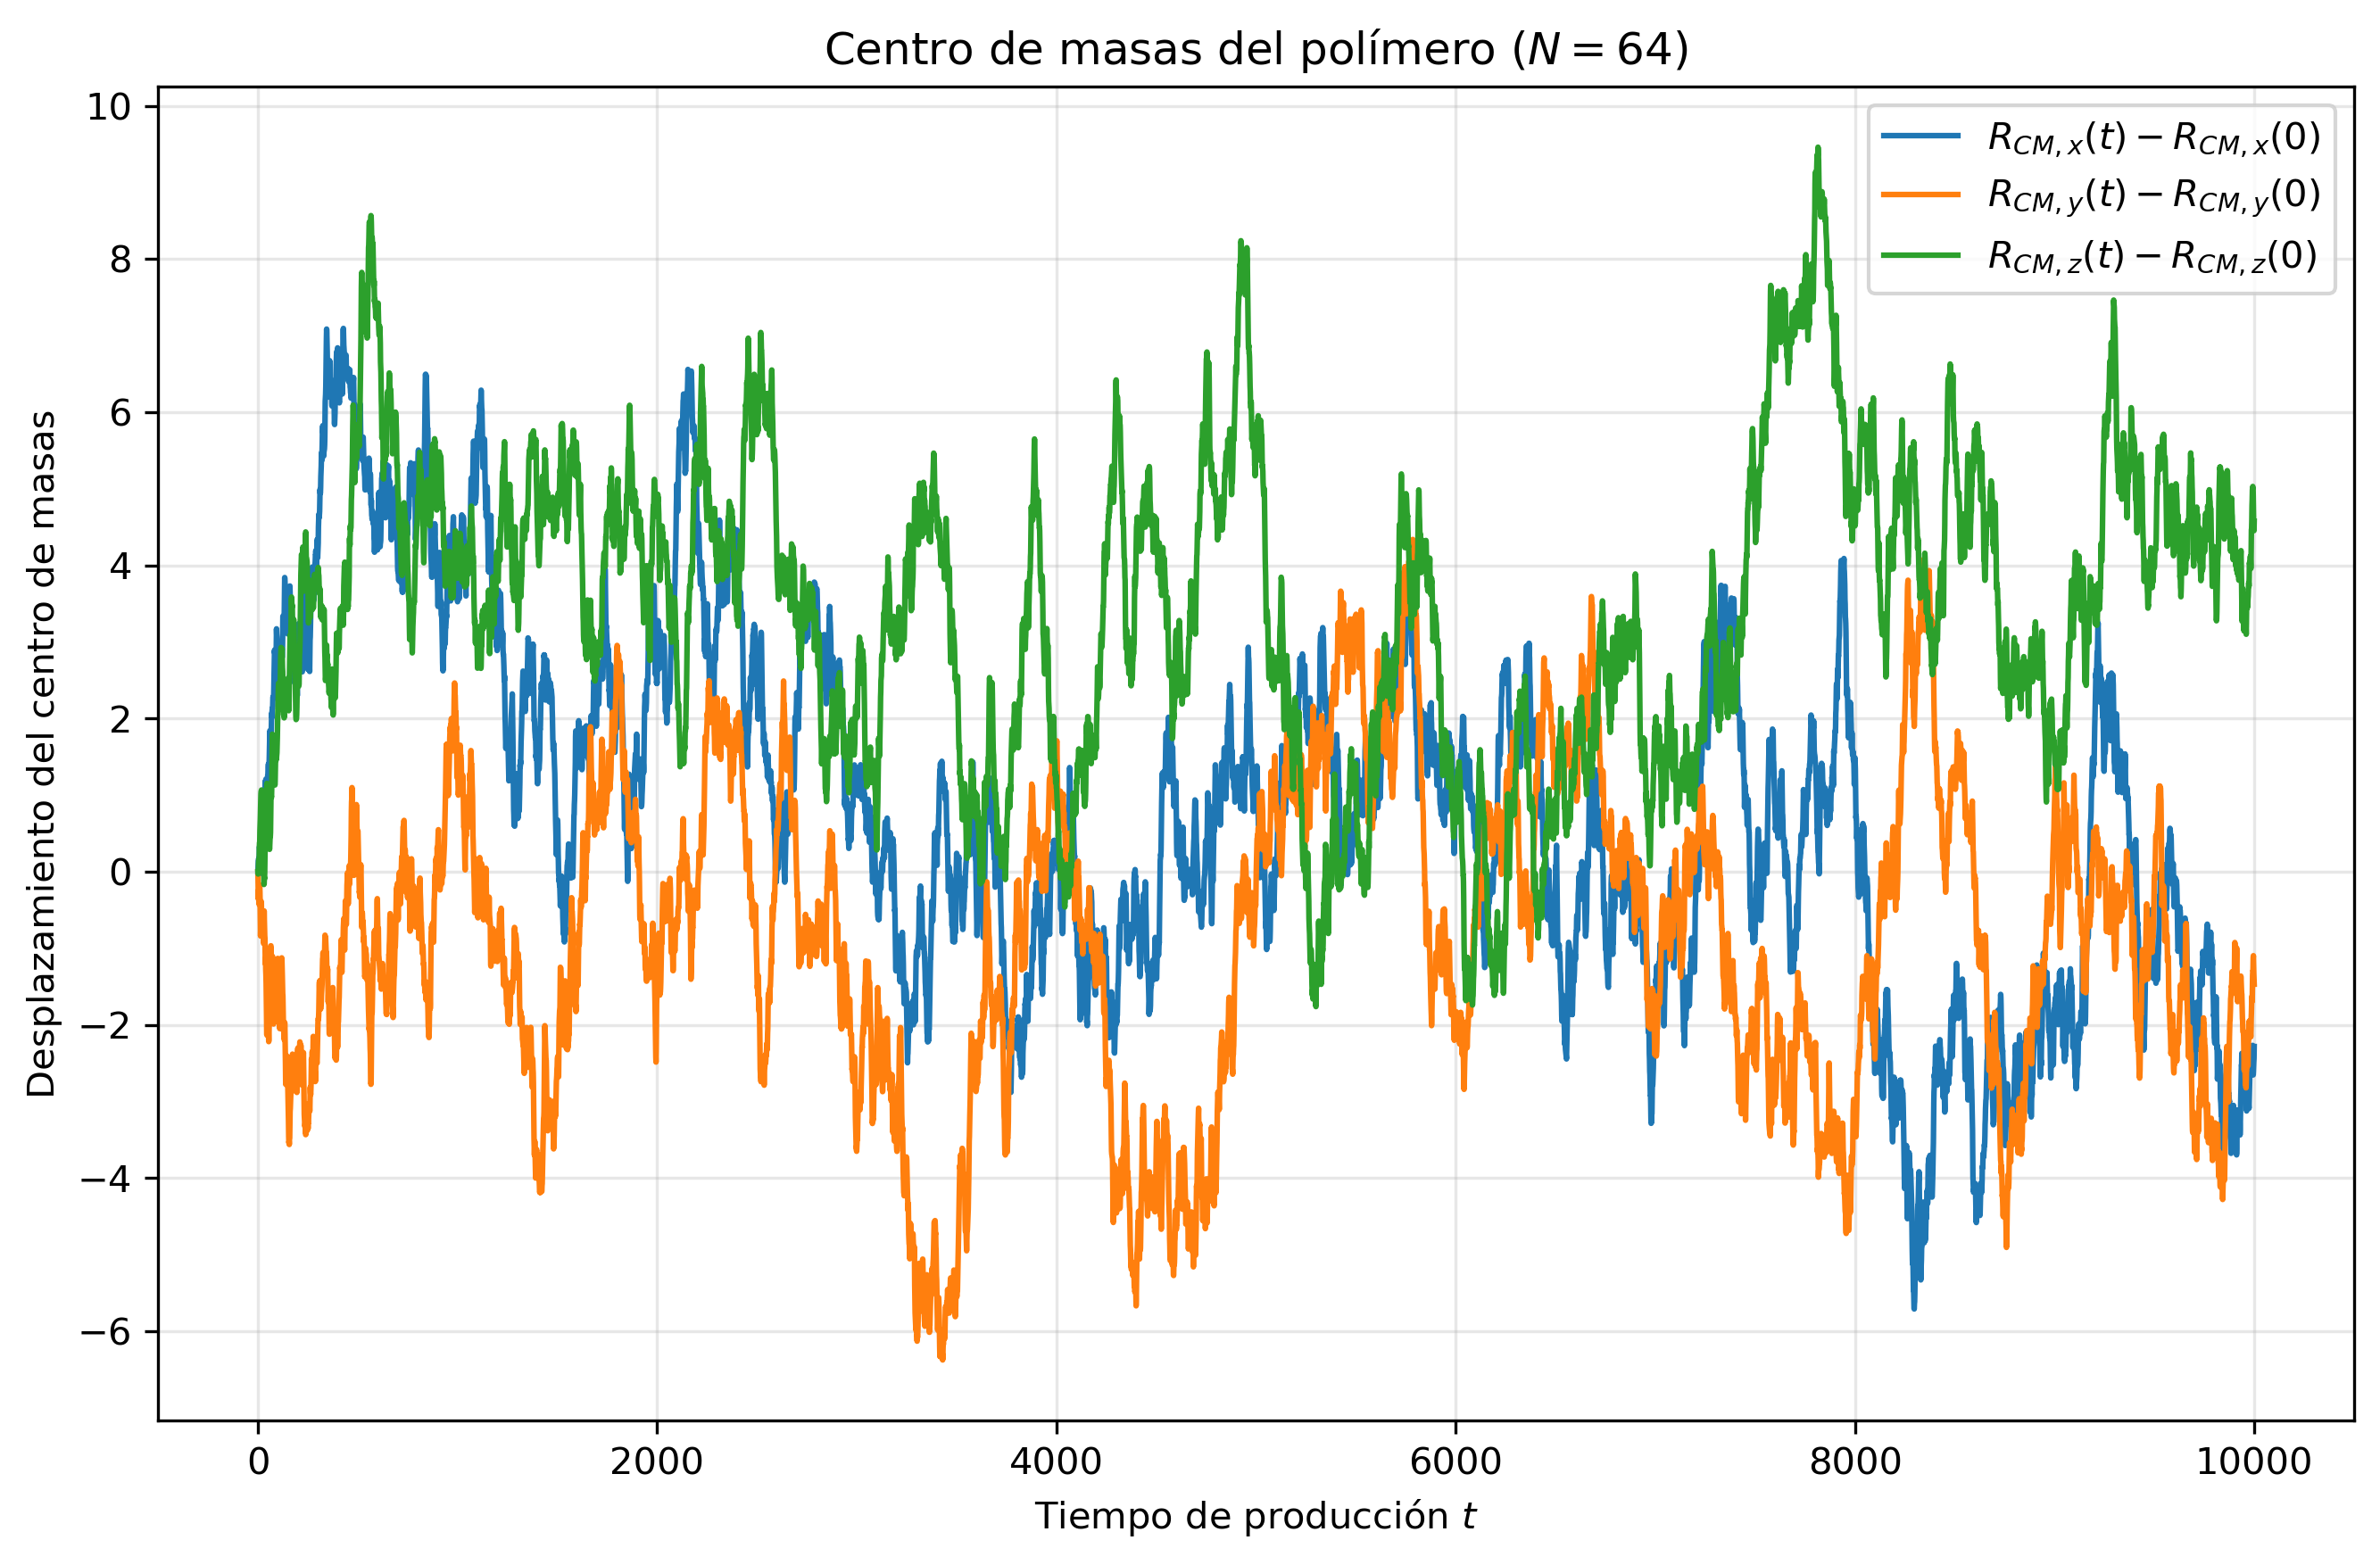 Centro de masas del polímero (N = 64)
Desplazamiento del centro de masas
10
8
6
4
2
0
−2
−4
−6
R_{CM, x}(t) − R_{CM, x}(0)
R_{CM, y}(t) − R_{CM, y}(0)
R_{CM, z}(t) − R_{CM, z}(0)
0 2000 4000 6000 8000 10000
Tiempo de producción t